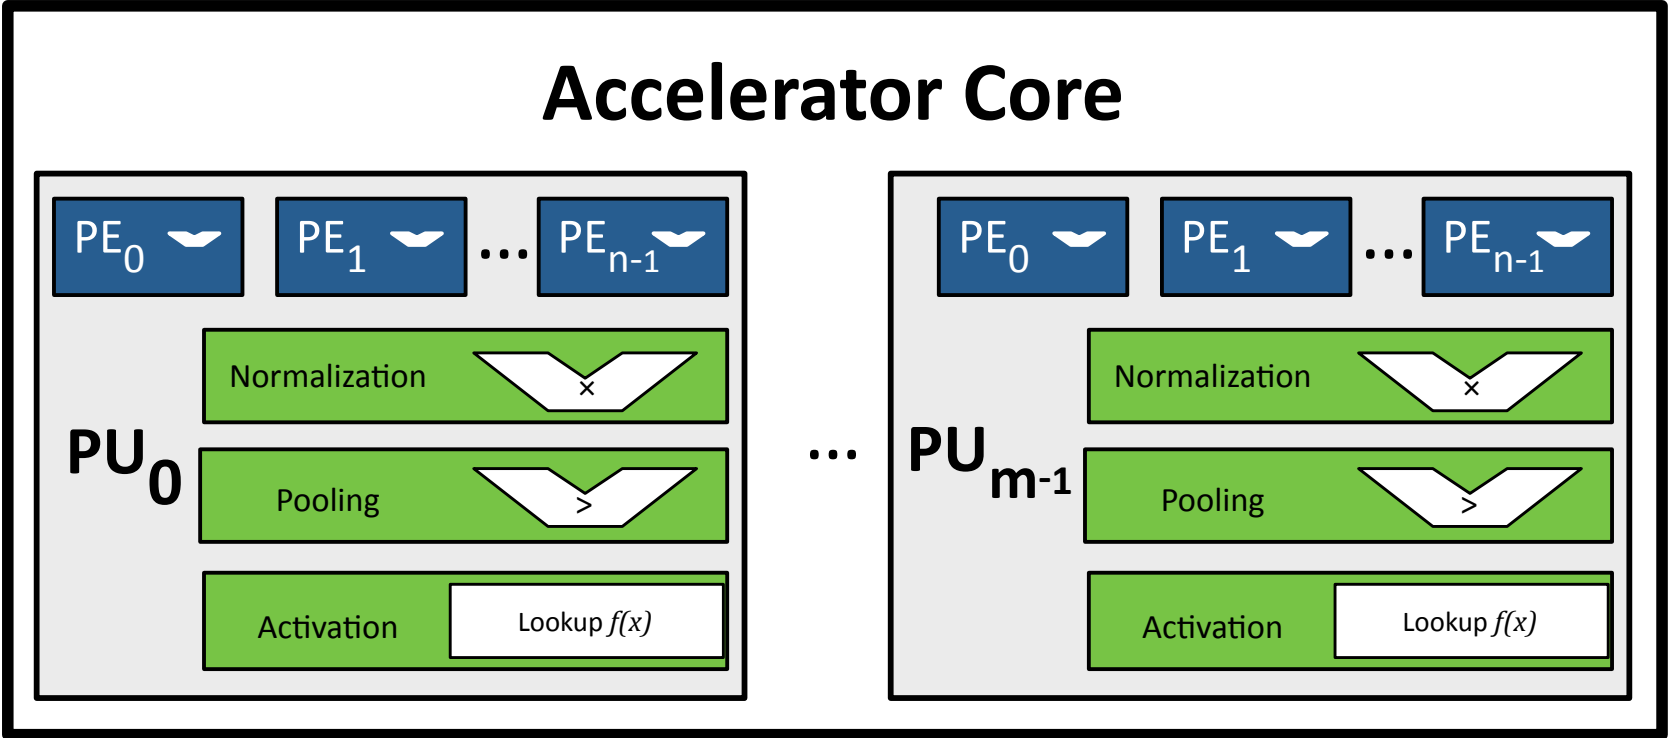 Accelerator Core
PE0 PE1 ... PEn-1
Normalization ×
PU0
Pooling >
Activation Lookup f(x)
...
PE0 PE1 ... PEn-1
Normalization ×
PUm-1
Pooling >
Activation Lookup f(x)